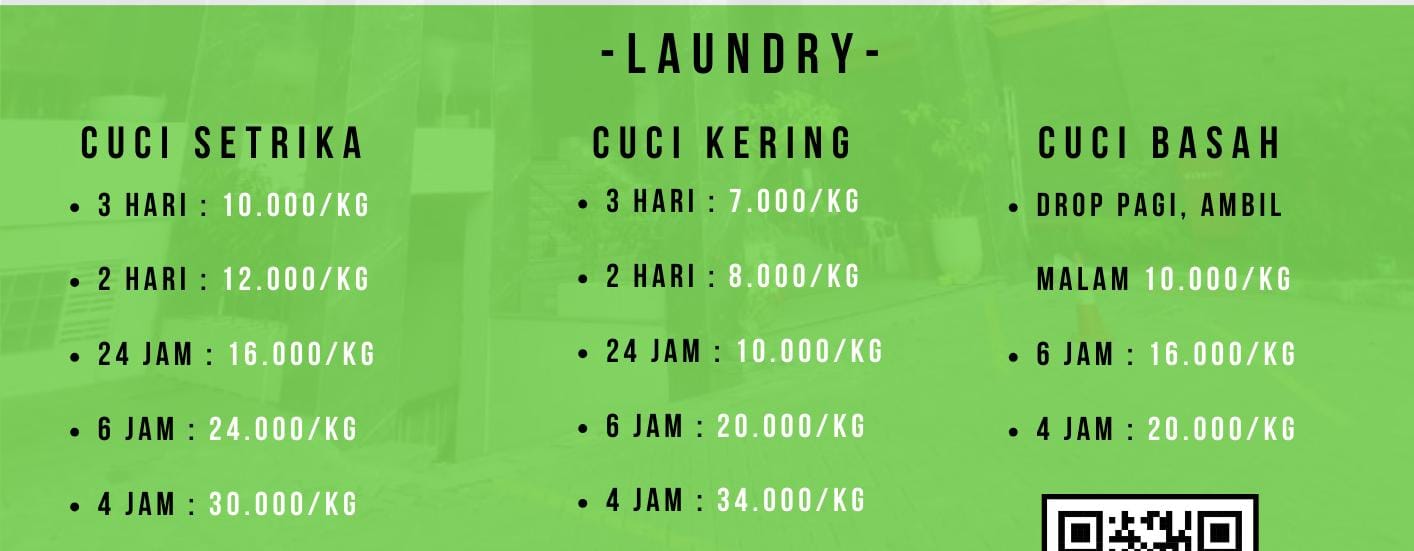 -LAUNDRY-
CUCI SETRIKA
• 3 HARI : 10.000/KG
• 2 HARI : 12.000/KG
• 24 JAM : 16.000/KG
• 6 JAM : 24.000/KG
• 4 JAM : 30.000/KG
CUCI KERING
• 3 HARI : 7.000/KG
• 2 HARI : 8.000/KG
• 24 JAM : 10.000/KG
• 6 JAM : 20.000/KG
• 4 JAM : 34.000/KG
CUCI BASAH
• DROP PAGI, AMBIL
MALAM 10.000/KG
• 6 JAM : 16.000/KG
• 4 JAM : 20.000/KG